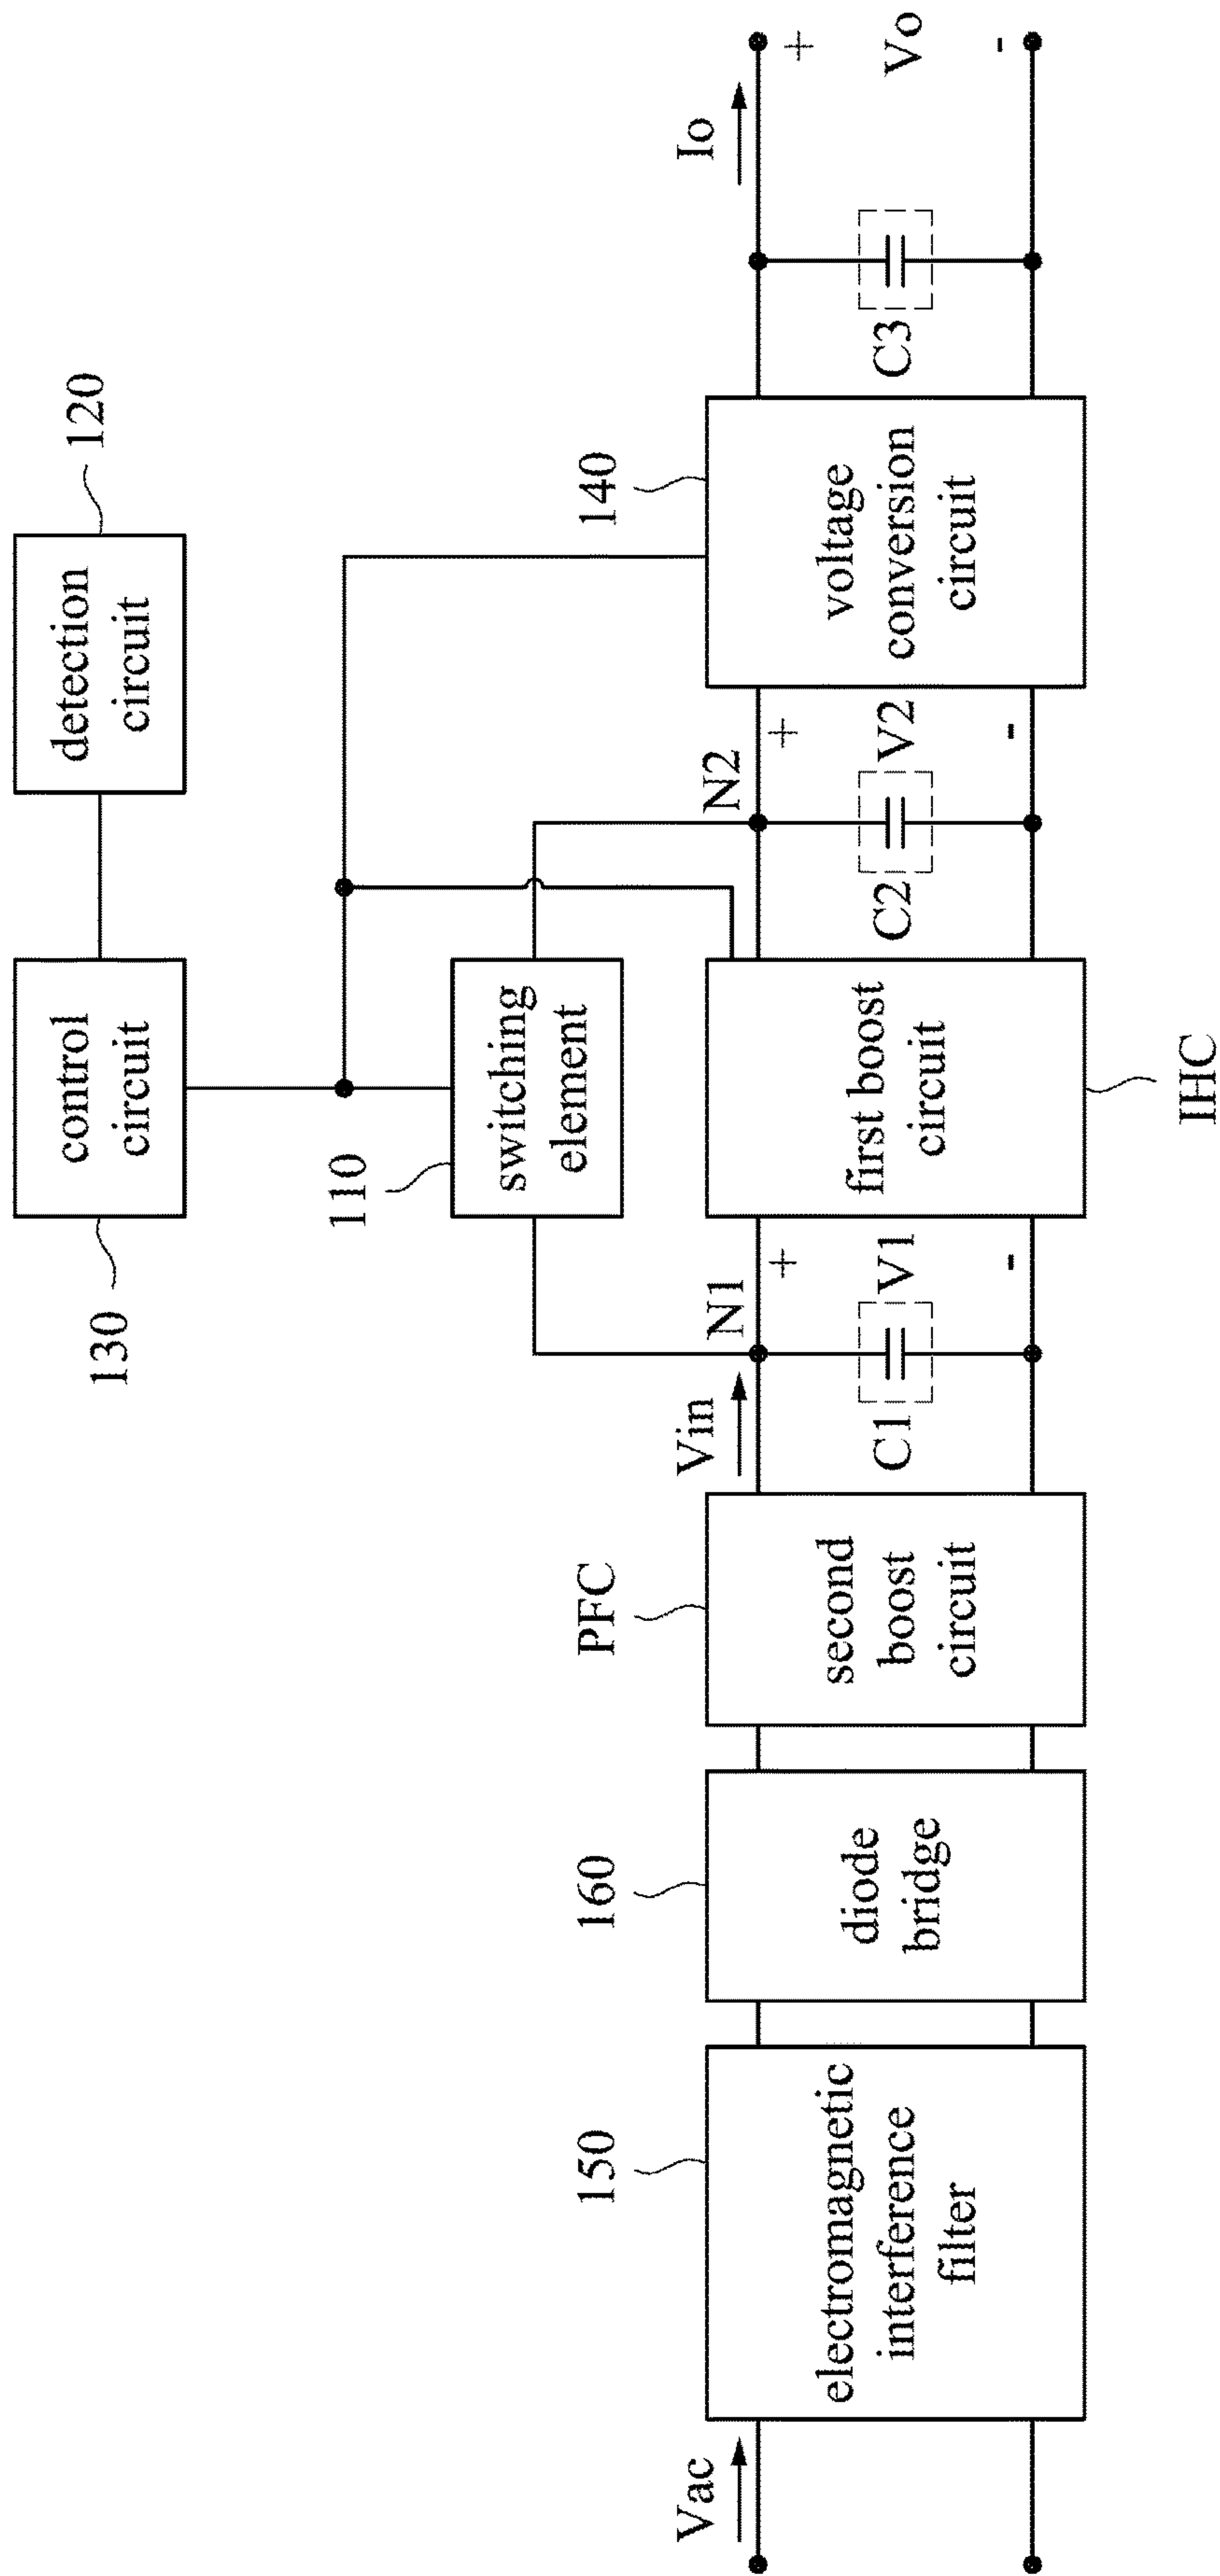 detection
circuit
120
control
circuit
130
switching
element
110
Vac
electromagnetic
interference
filter
150
diode
bridge
160
second
boost
circuit
PFC
Vin
N1
+
V1
-
C1
first boost
circuit
IHC
N2
+
V2
-
C2
voltage
conversion
circuit
140
C3
Io
+
Vo
-